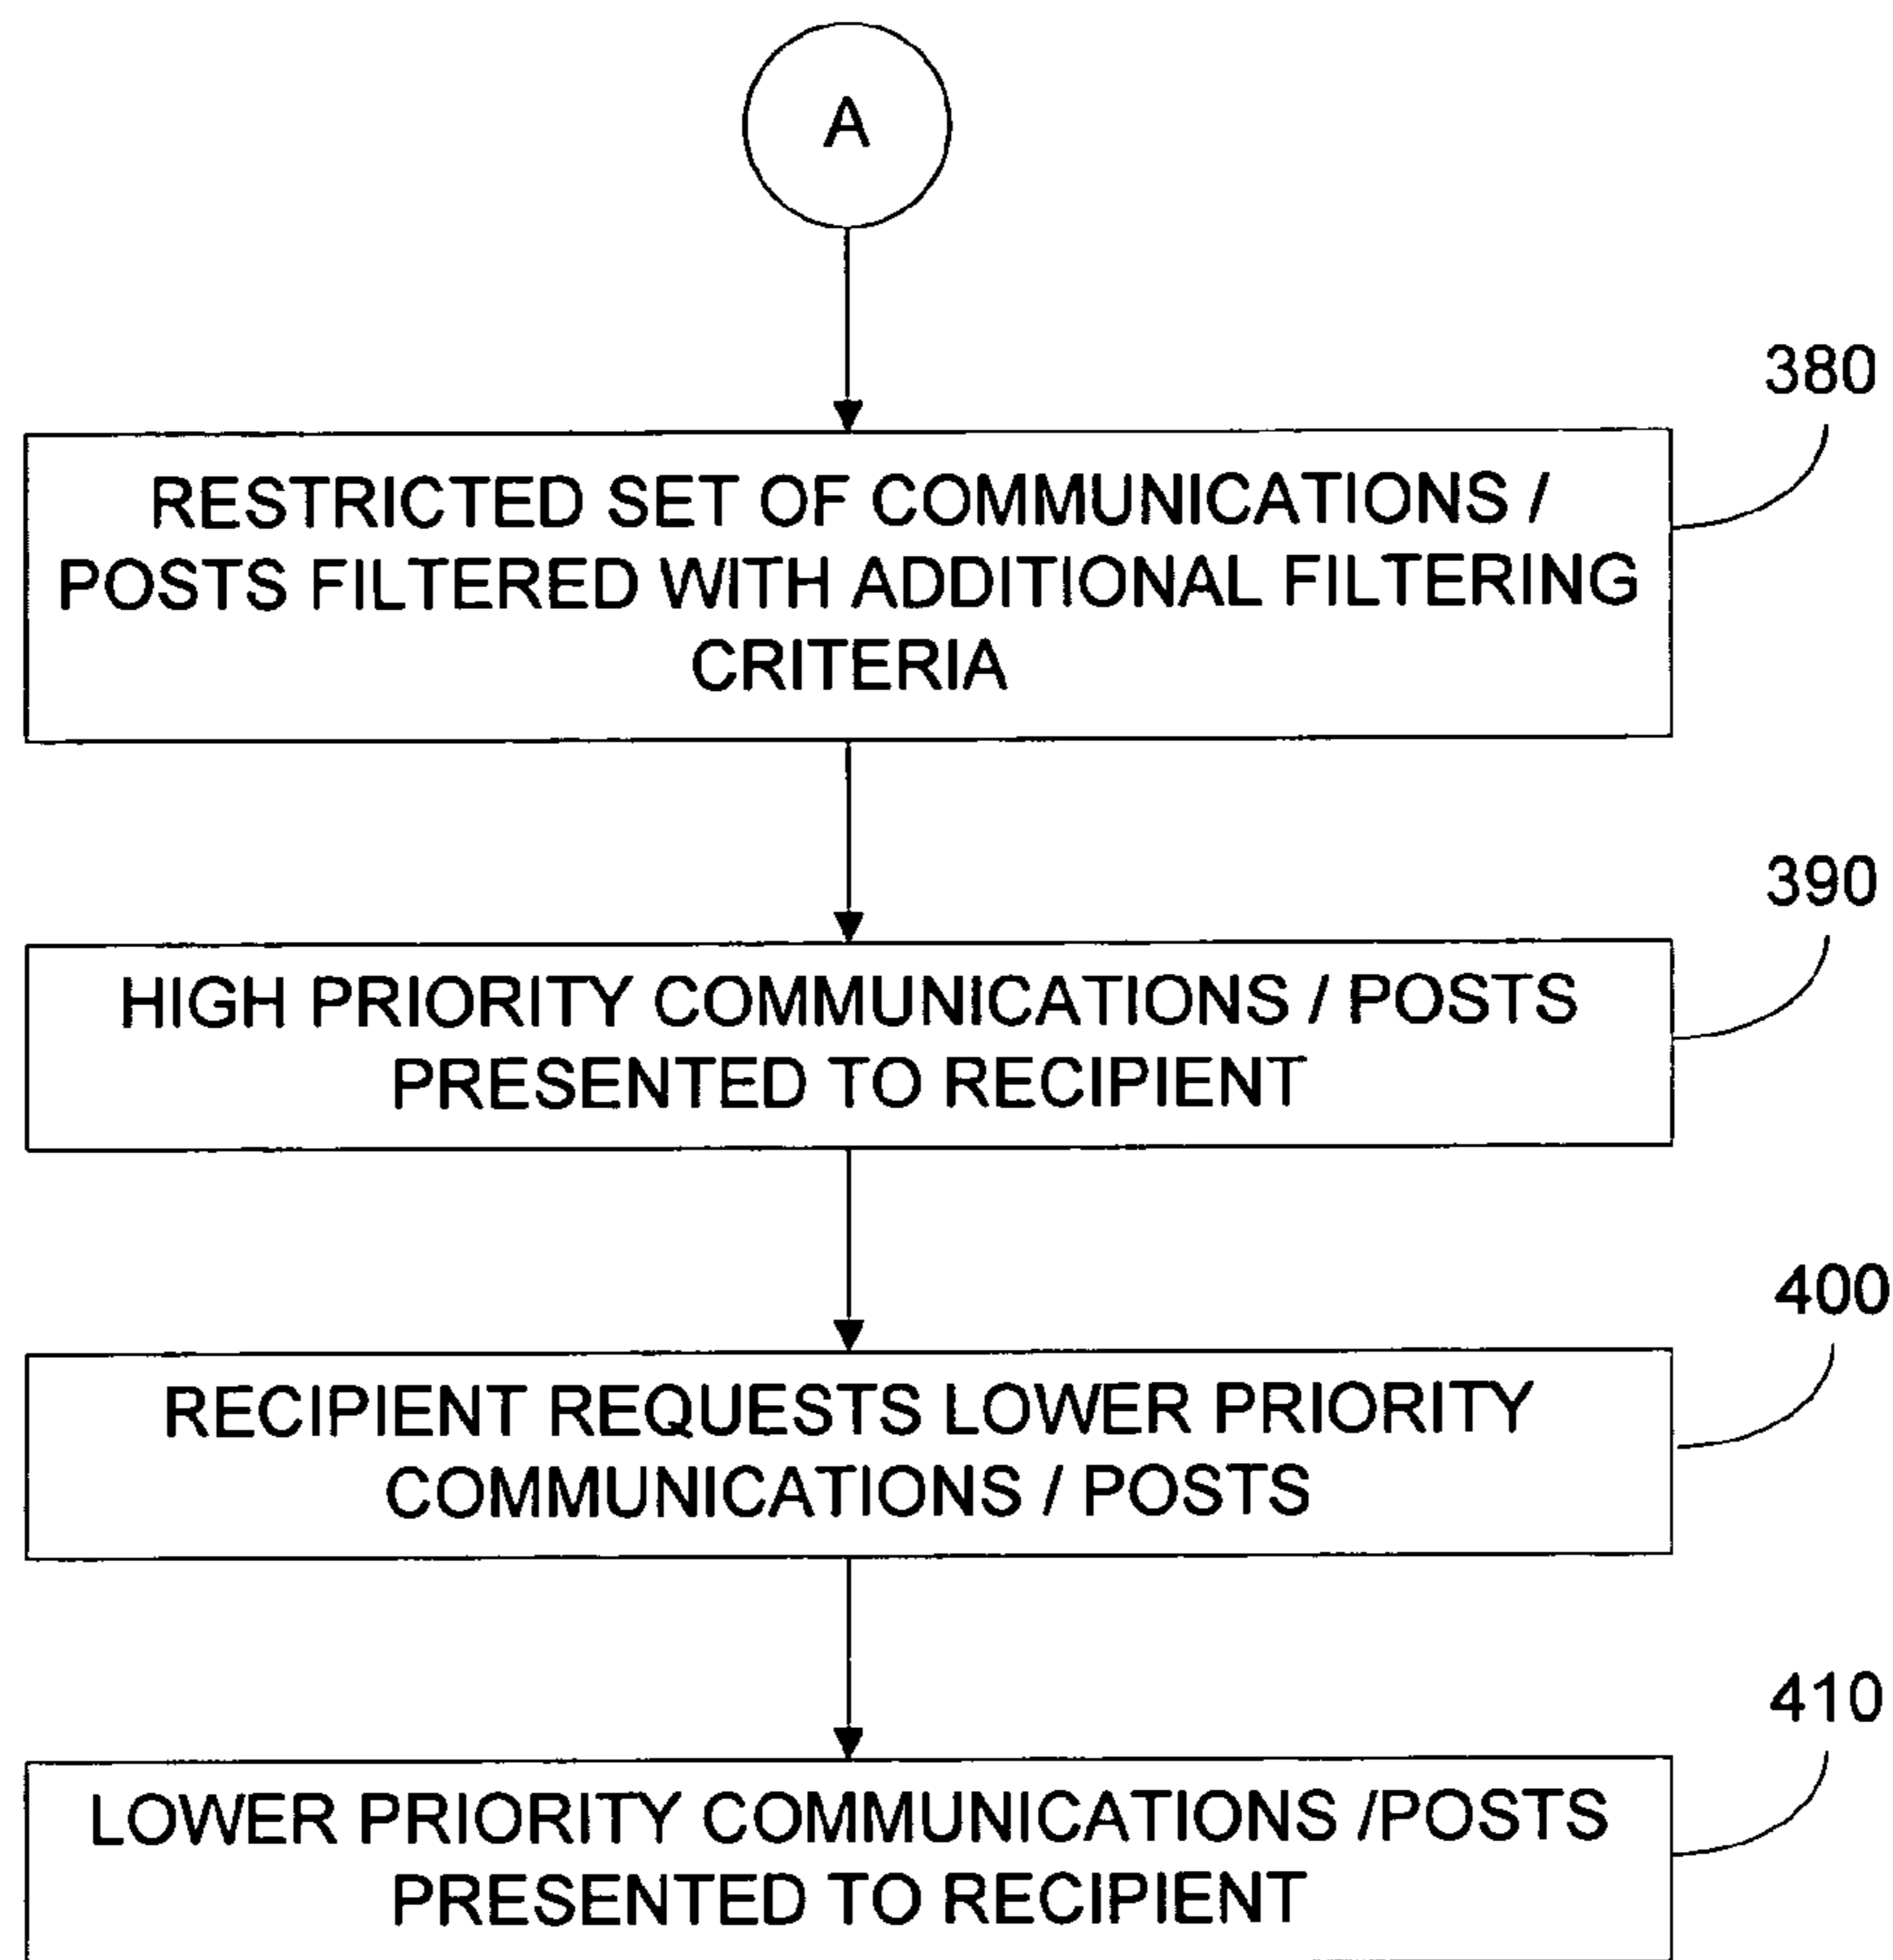 A
380
RESTRICTED SET OF COMMUNICATIONS /
POSTS FILTERED WITH ADDITIONAL FILTERING
CRITERIA
390
HIGH PRIORITY COMMUNICATIONS / POSTS
PRESENTED TO RECIPIENT
400
RECIPIENT REQUESTS LOWER PRIORITY
COMMUNICATIONS / POSTS
410
LOWER PRIORITY COMMUNICATIONS /POSTS
PRESENTED TO RECIPIENT